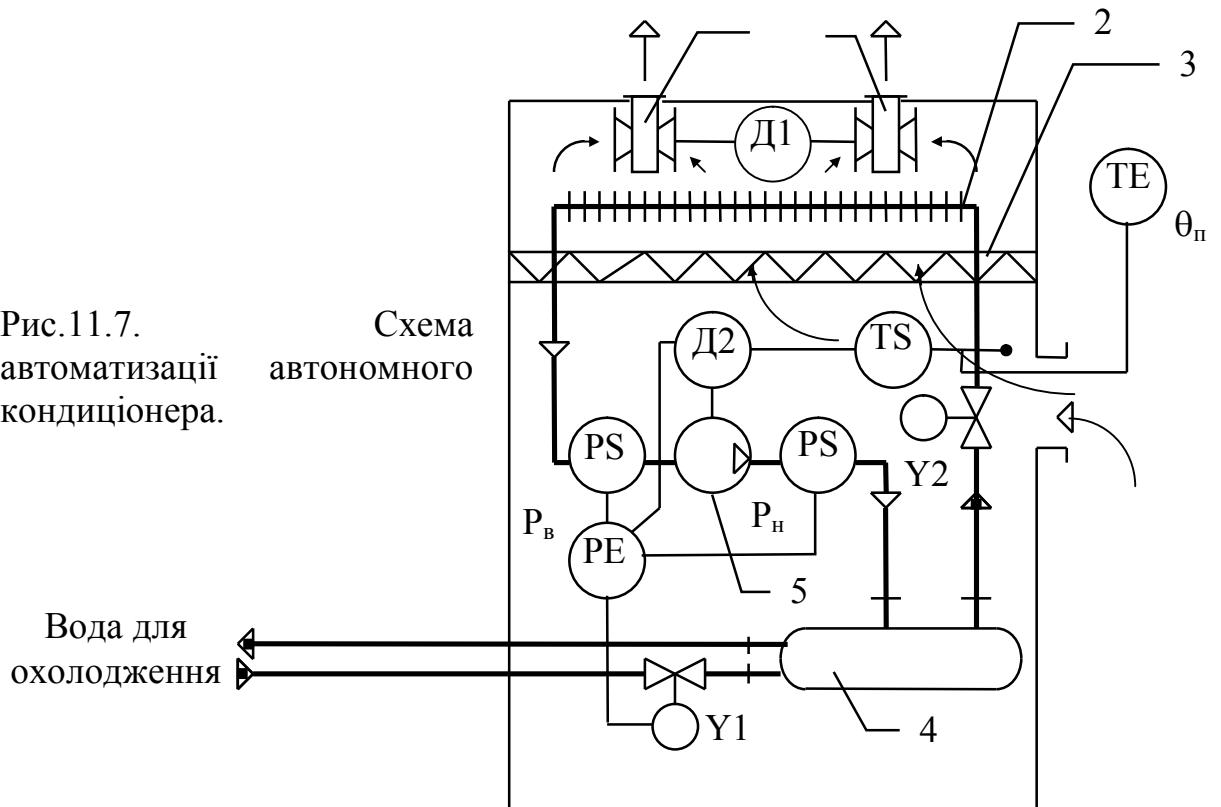 2
3
Д1
TE
θп
Рис.11.7. Схема
автоматизації автономного
кондиціонера.
Д2
TS
PS
PS
Y2
Pв
Pн
PE
5
Вода для
охолодження
Y1
4